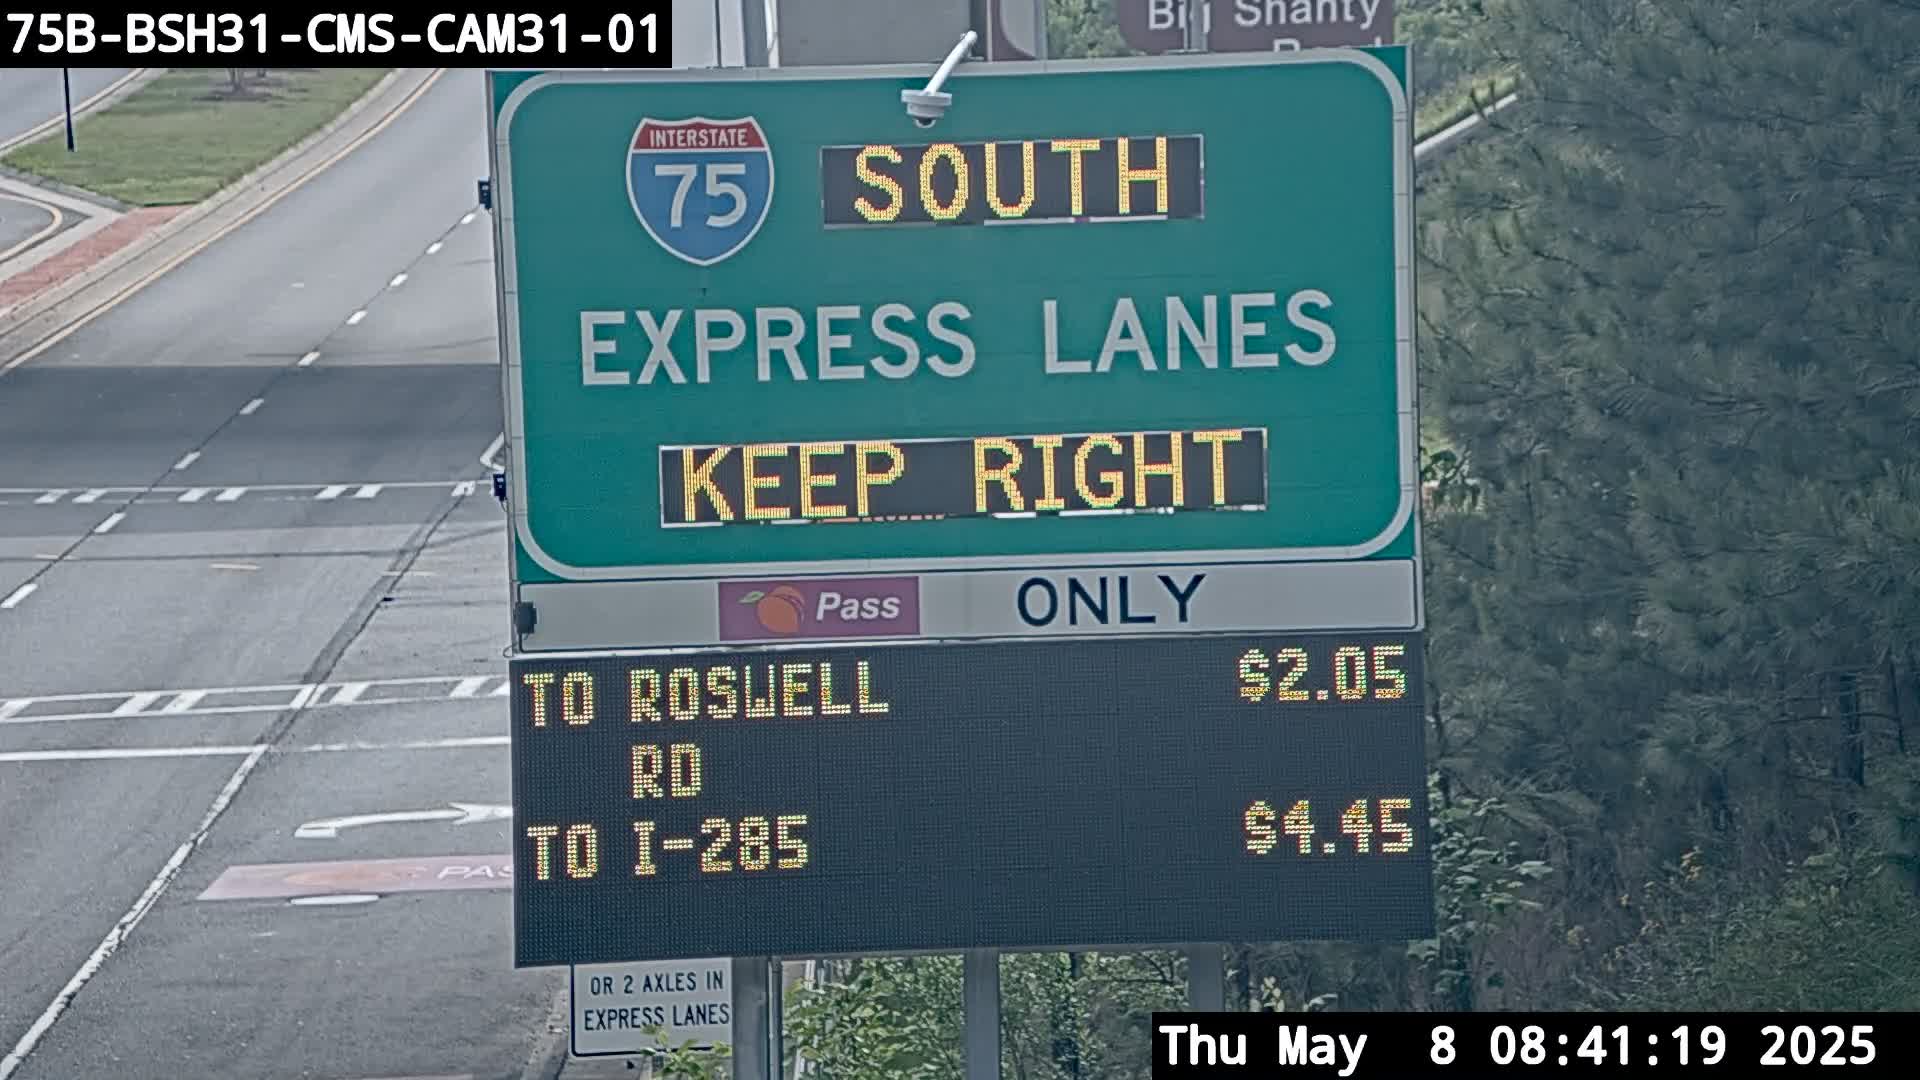 75B-BSH31-CMS-CAM31-01
Big Shanty
INTERSTATE
75
SOUTH
EXPRESS LANES
KEEP RIGHT
Pass ONLY
TO ROSWELL $2.05
RD
TO I-285 $4.45
OR 2 AXLES IN
EXPRESS LANES
Thu May 8 08:41:19 2025